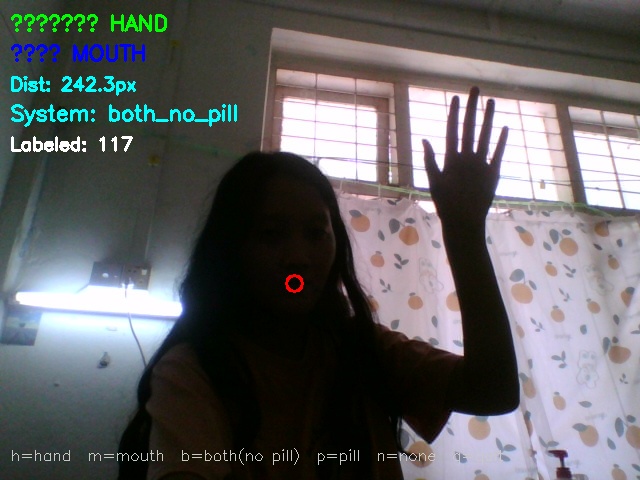 ??????? HAND
???? MOUTH
Dist: 242.3px
System: both_no_pill
Labeled: 117
h=hand m=mouth b=both(no pill) p=pill n=none